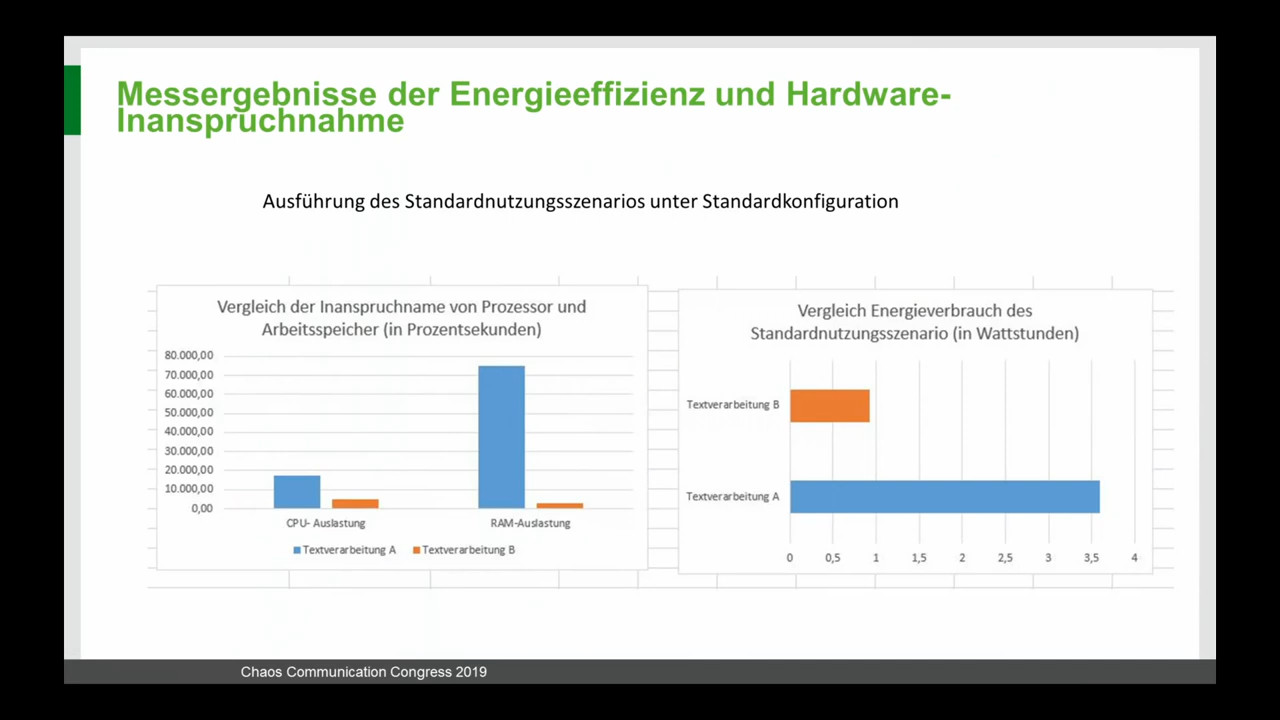 Messergebnisse der Energieeffizienz und Hardware-
Inanspruchnahme
Ausführung des Standardnutzungsszenarios unter Standardkonfiguration
Vergleich der Inanspruchname von Prozessor und
Arbeitsspeicher (in Prozentsekunden)
80.000,00
70.000,00
60.000,00
50.000,00
40.000,00
30.000,00
20.000,00
10.000,00
0,00
CPU- Auslastung
RAM-Auslastung
Textverarbeitung A
Textverarbeitung B
Vergleich Energieverbrauch des
Standardnutzungsszenario (in Wattstunden)
Textverarbeitung B
Textverarbeitung A
0 0,5 1 1,5 2 2,5 3 3,5 4
Chaos Communication Congress 2019